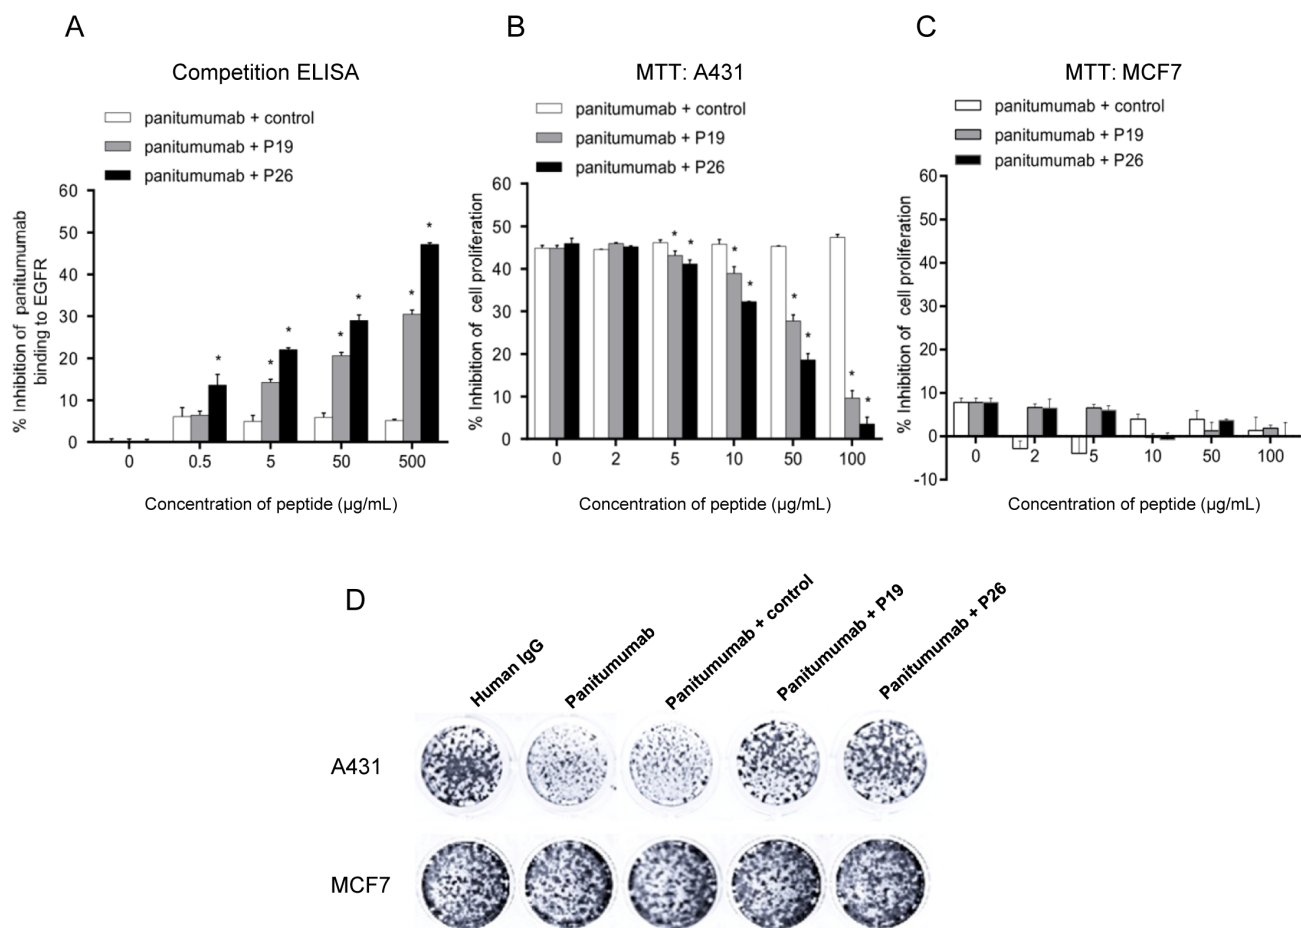 A
Competition ELISA
panitumumab + control
panitumumab + P19
panitumumab + P26
% Inhibition of panitumumab
binding to EGFR
60
50
40
30
20
10
0
* * * * * * *
0 0.5 5 50 500
Concentration of peptide (µg/mL)
B
MTT: A431
panitumumab + control
panitumumab + P19
panitumumab + P26
% Inhibition of cell proliferation
60
50
40
30
20
10
0
* * * * * * * *
0 2 5 10 50 100
Concentration of peptide (µg/mL)
C
MTT: MCF7
panitumumab + control
panitumumab + P19
panitumumab + P26
% Inhibition of cell proliferation
60
50
40
30
20
10
0
-10
0 2 5 10 50 100
Concentration of peptide (µg/mL)
D
Human IgG
Panitumumab
Panitumumab + control
Panitumumab + P19
Panitumumab + P26
A431
MCF7